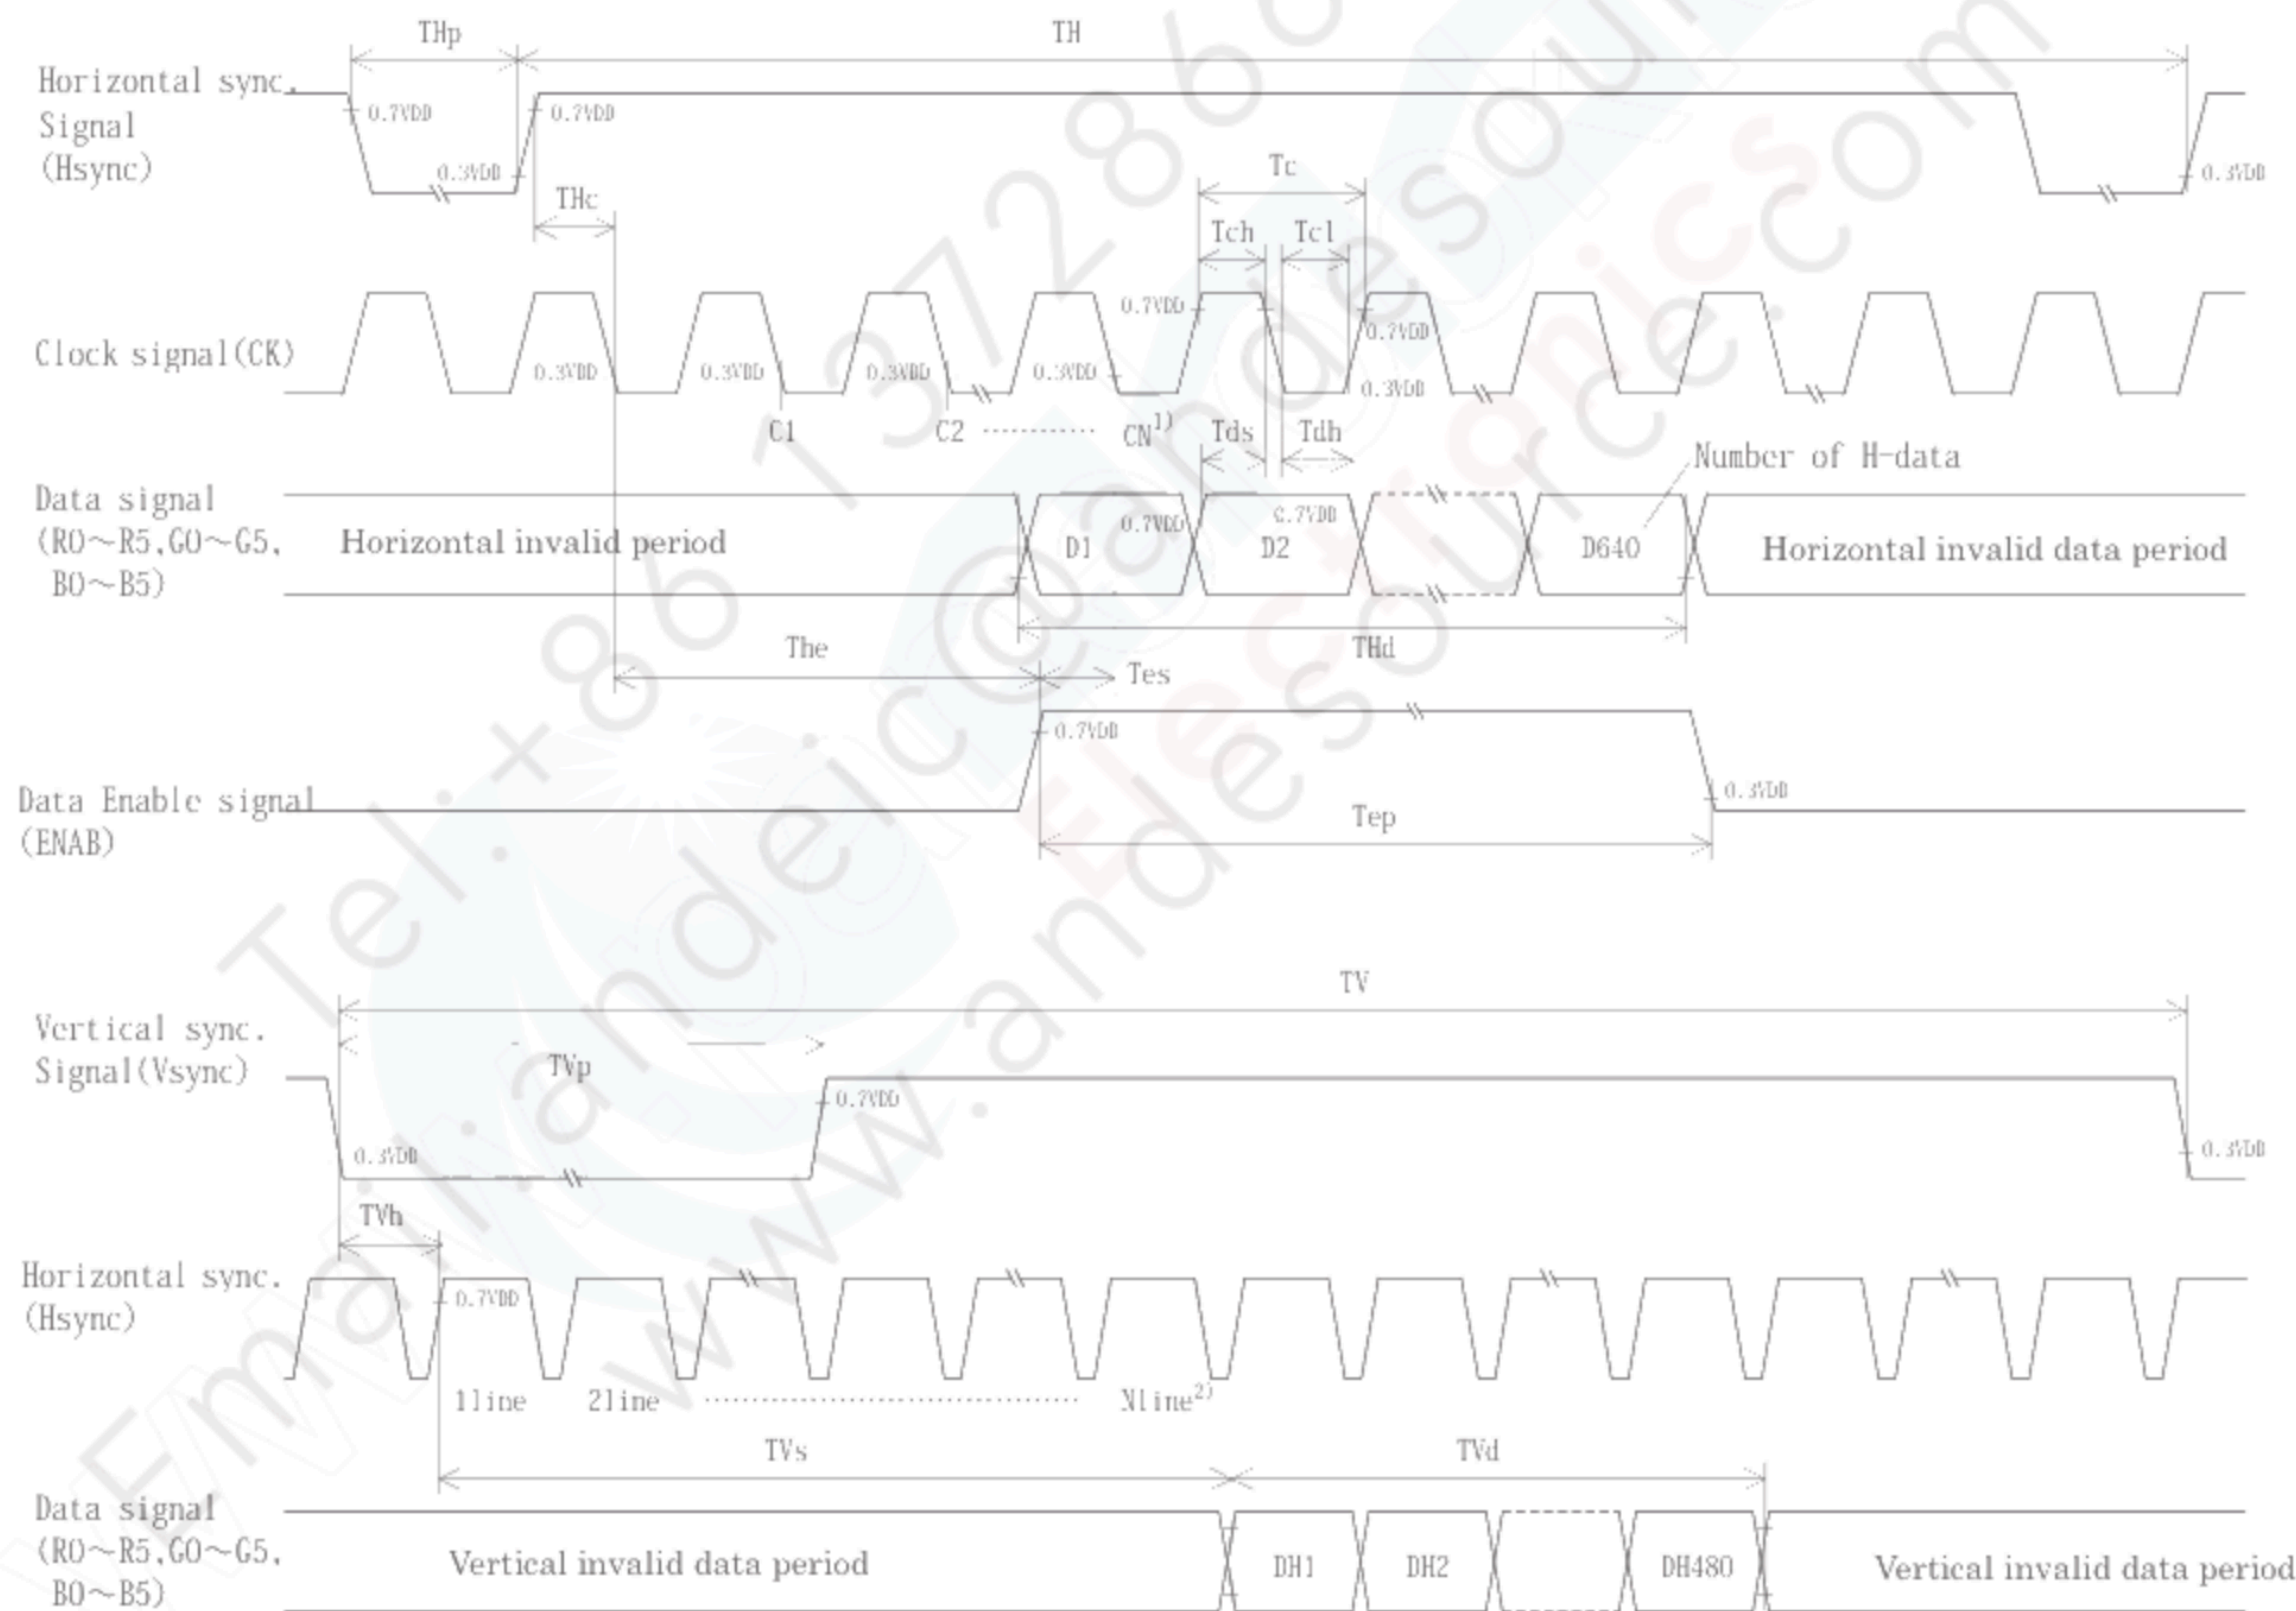 THp
TH
Horizontal sync.
Signal
(Hsync)
0.7VDD
0.7VDD
0.3VDD
0.3VDD
THc
Tc
Tch
Tcl
Clock signal(CK)
0.3VDD
0.3VDD
0.3VDD
0.3VDD
0.7VDD
0.7VDD
0.3VDD
C1
C2
CN1)
Tds
Tdh
Number of H-data
Data signal
(R0～R5,G0～G5,
B0～B5)
Horizontal invalid period
D1
0.7VDD
0.7VDD
D2
D640
Horizontal invalid data period
THd
The
Tes
0.7VDD
Data Enable signal
(ENAB)
0.3VDD
Tep
TV
Vertical sync.
Signal(Vsync)
TVp
0.7VDD
0.3VDD
0.3VDD
TVh
Horizontal sync.
(Hsync)
0.7VDD
1line
2line
Nline2)
TVs
TVd
Data signal
(R0～R5,G0～G5,
B0～B5)
Vertical invalid data period
DH1
DH2
DH480
Vertical invalid data period
Tel.+86 137286
Electronics